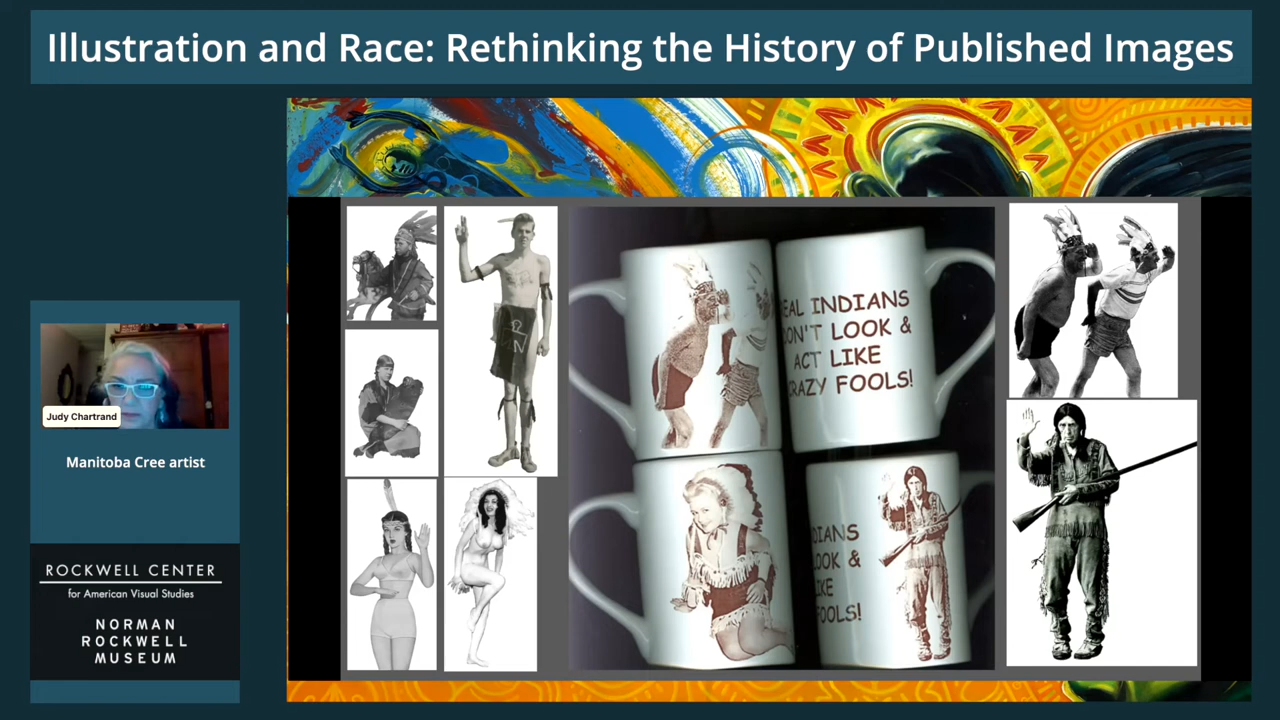 Illustration and Race: Rethinking the History of Published Images
Judy Chartrand
Manitoba Cree artist
ROCKWELL CENTER
for American Visual Studies
NORMAN
ROCKWELL
MUSEUM
EAL INDIANS
ON'T LOOK &
ACT LIKE
RAZY FOOLS!
DIANS
OOK &
IKE
FOOLS!